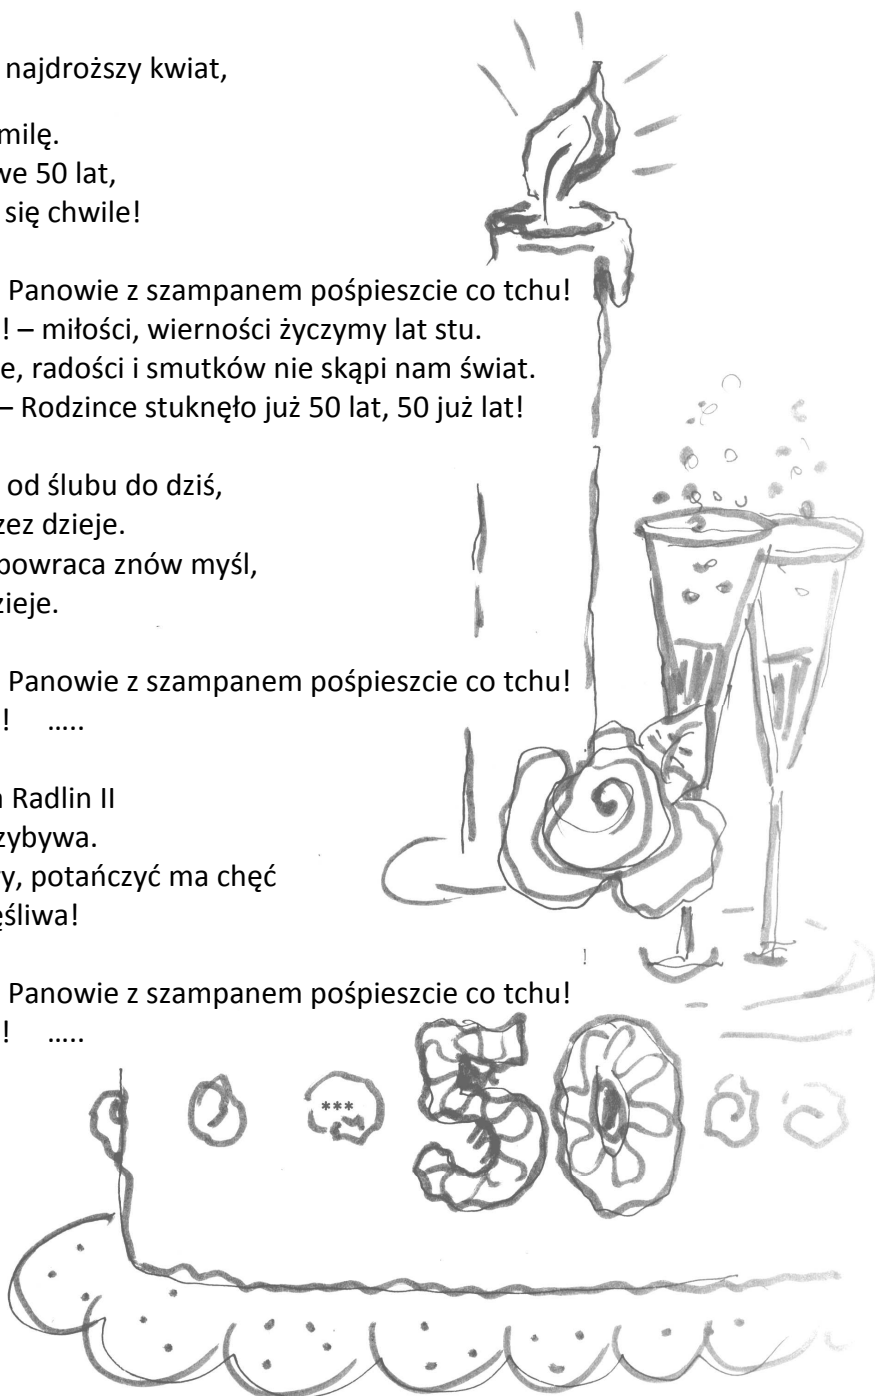 najdroższy kwiat,
milę.
we 50 lat,
się chwile!
Panowie z szampanem pośpieszcie co tchu!
! – miłości, wierności życzymy lat stu.
e, radości i smutków nie skąpi nam świat.
– Rodzince stuknęło już 50 lat, 50 już lat!
od ślubu do dziś,
zez dzieje.
powraca znów myśl,
zieje.
Panowie z szampanem pośpieszcie co tchu!
! …..
Radlin II
zybywa.
y, potańczyć ma chęć
ęśliwa!
Panowie z szampanem pośpieszcie co tchu!
! …..
***
50